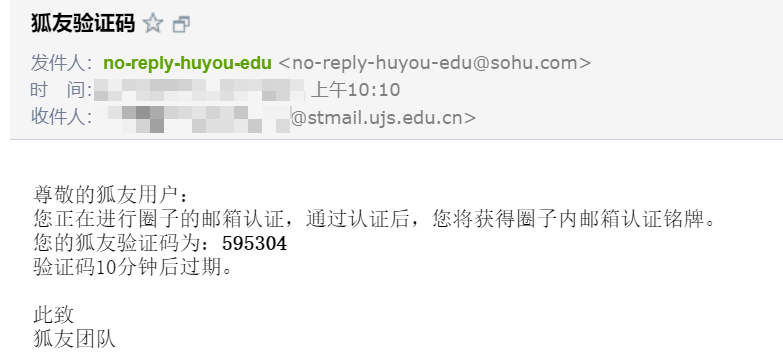 狐友验证码
发件人：no-reply-huyou-edu <no-reply-huyou-edu@sohu.com>
时 间：上午10:10
收件人：@stmail.ujs.edu.cn>
尊敬的狐友用户：
您正在进行圈子的邮箱认证，通过认证后，您将获得圈子内邮箱认证铭牌。
您的狐友验证码为：595304
验证码10分钟后过期。
此致
狐友团队